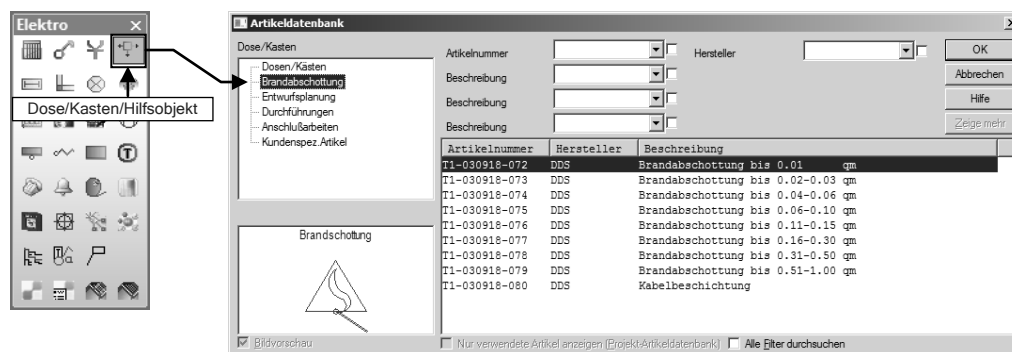 Elektro
Dose/Kasten/Hilfsobjekt
Artikeldatenbank
Dose/Kasten
Dosen/Kästen
Brandabschottung
Entwurfsplanung
Durchführungen
Anschlußarbeiten
Kundenspez.Artikel
Artikelnummer
Hersteller
Beschreibung
Beschreibung
Beschreibung
OK
Abbrechen
Hilfe
Zeige mehr
Artikelnummer Hersteller Beschreibung
T1-030918-072 DDS Brandabschottung bis 0.01 qm
T1-030918-073 DDS Brandabschottung bis 0.02-0.03 qm
T1-030918-074 DDS Brandabschottung bis 0.04-0.06 qm
T1-030918-075 DDS Brandabschottung bis 0.06-0.10 qm
T1-030918-076 DDS Brandabschottung bis 0.11-0.15 qm
T1-030918-077 DDS Brandabschottung bis 0.16-0.30 qm
T1-030918-078 DDS Brandabschottung bis 0.31-0.50 qm
T1-030918-079 DDS Brandabschottung bis 0.51-1.00 qm
T1-030918-080 DDS Kabelbeschichtung
Brandschottung
Bildvorschau
Nur verwendete Artikel anzeigen (Projekt-Artikeldatenbank)
Alle Filter durchsuchen